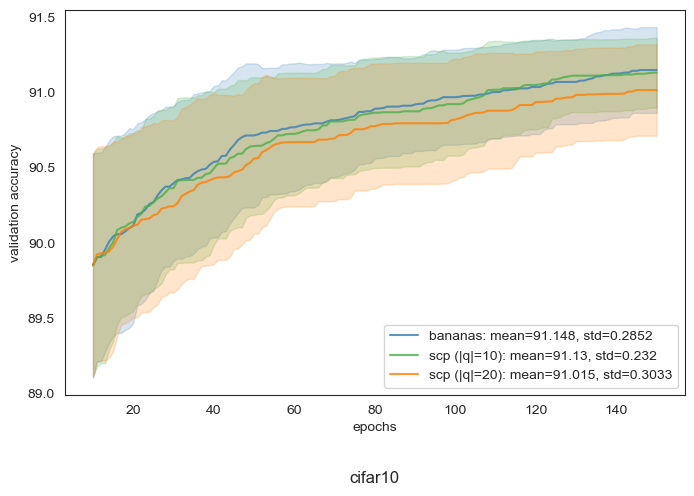 91.5
91.0
90.5
90.0
89.5
89.0
validation accuracy
bananas: mean=91.148, std=0.2852
scp (|q|=10): mean=91.13, std=0.232
scp (|q|=20): mean=91.015, std=0.3033
20 40 60 80 100 120 140
epochs
cifar10